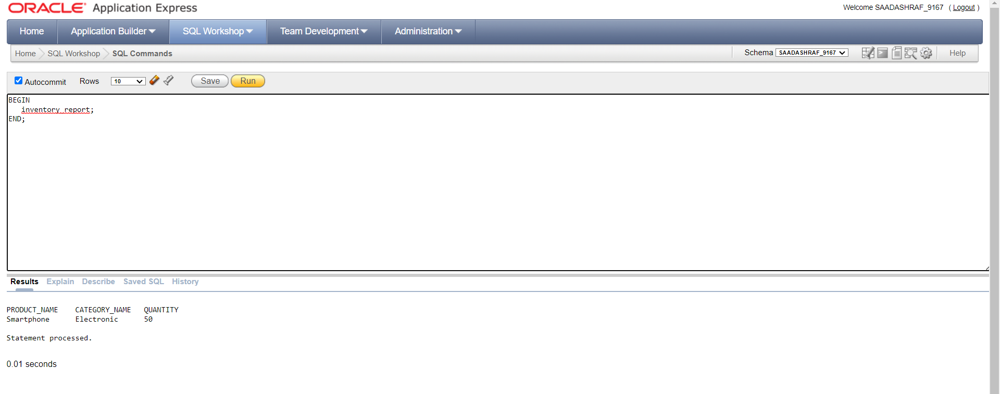 ORACLE Application Express
Welcome SAADASHRAF_9167 ( Logout )
Home Application Builder SQL Workshop Team Development Administration
Home SQL Workshop SQL Commands Schema SAADASHRAF_9167 Help
Autocommit Rows 10 Save Run
BEGIN
inventory_report;
END;
Results Explain Describe Saved SQL History
PRODUCT_NAME CATEGORY_NAME QUANTITY
Smartphone Electronic 50
Statement processed.
0.01 seconds